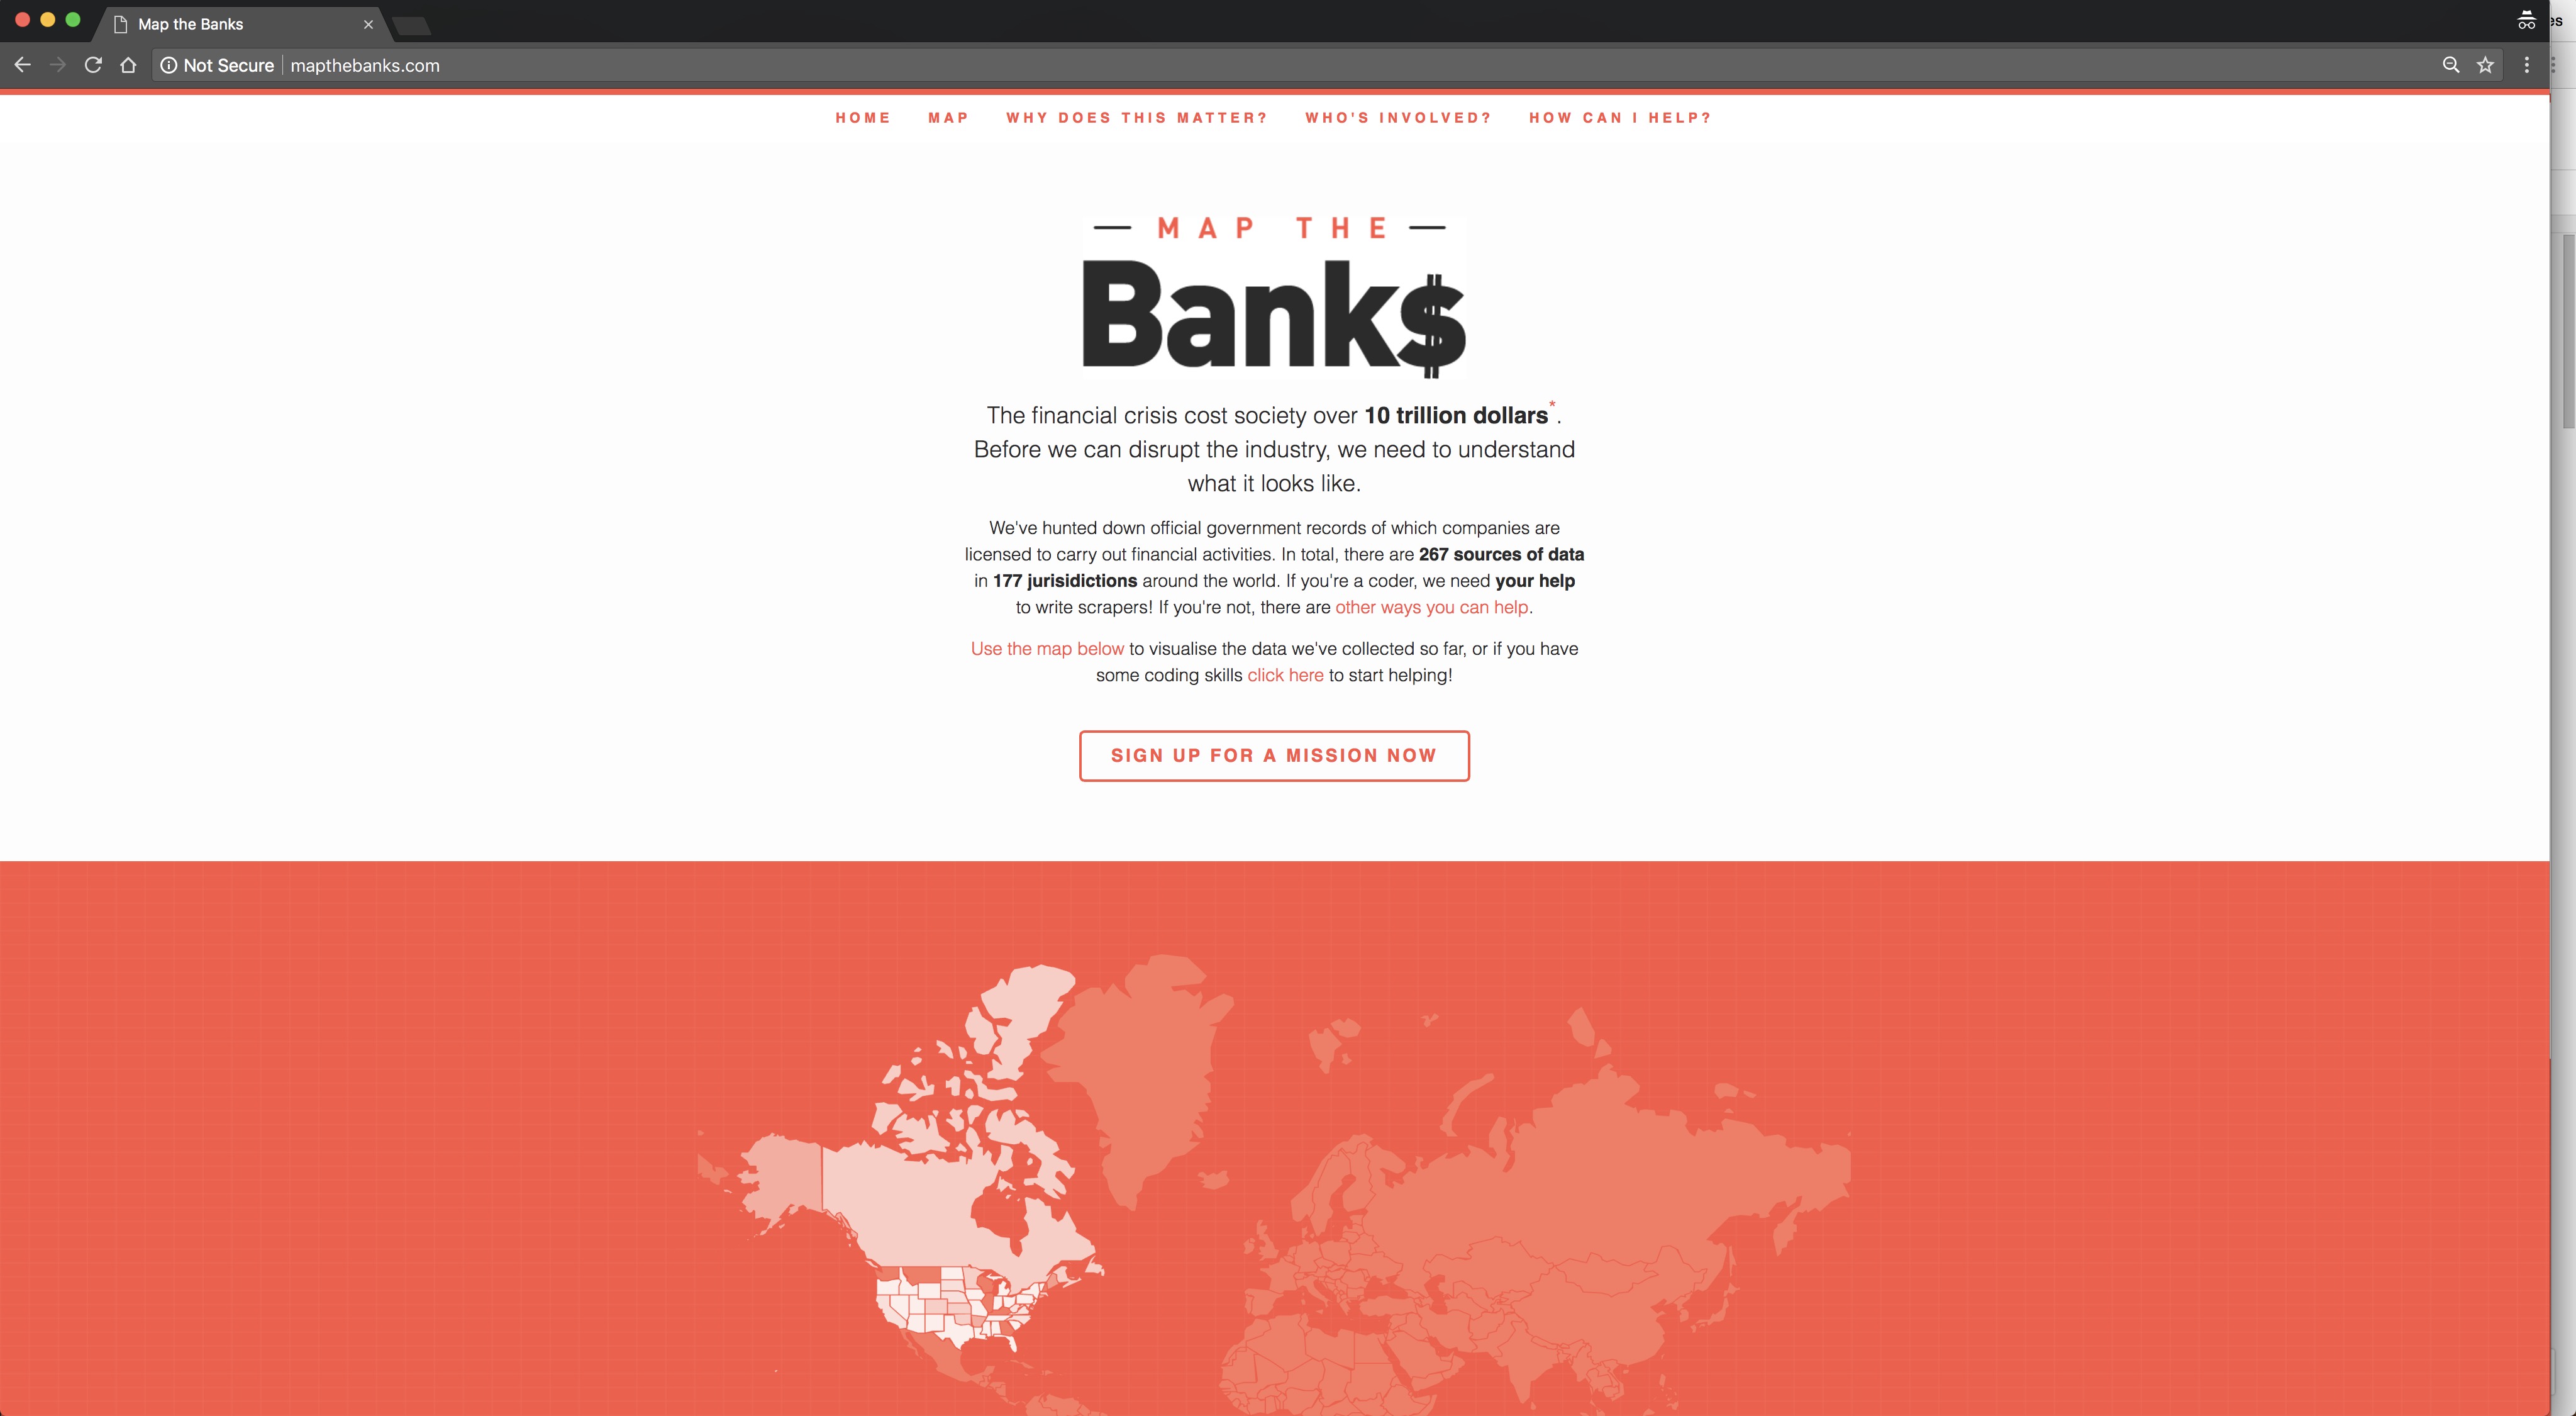 Map the Banks
es
Not Secure
mapthebanks.com
HOME MAP WHY DOES THIS MATTER? WHO'S INVOLVED? HOW CAN I HELP?
MAP THE
Bank$
The financial crisis cost society over 10 trillion dollars*.
Before we can disrupt the industry, we need to understand
what it looks like.
We've hunted down official government records of which companies are
licensed to carry out financial activities. In total, there are 267 sources of data
in 177 jurisidictions around the world. If you're a coder, we need your help
to write scrapers! If you're not, there are other ways you can help.
Use the map below to visualise the data we've collected so far, or if you have
some coding skills click here to start helping!
SIGN UP FOR A MISSION NOW